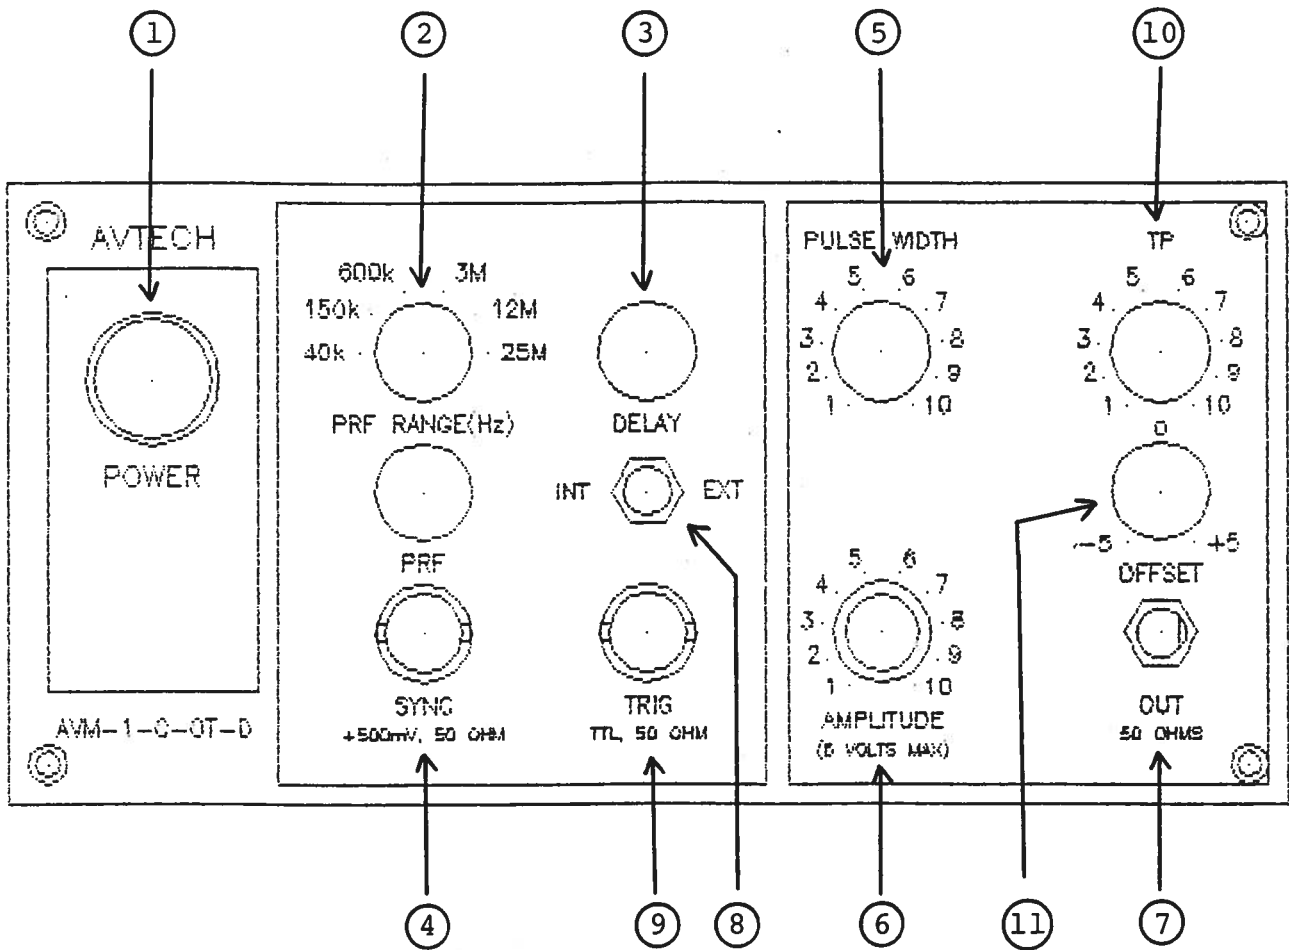 1 2 3 5 10
AVTECH
POWER
AVM-1-C-OT-D
600k 3M
150k 12M
40k 25M
PRF RANGE(Hz)
PRF
SYNC
+500mV, 50 OHM
DELAY
INT EXT
TRIG
TTL, 50 OHM
PULSE WIDTH
5 6
4 7
3 8
2 9
1 10
5 6
4 7
3 8
2 9
1 10
AMPLITUDE
(5 VOLTS MAX)
TP
5 6
4 7
3 8
2 9
1 10
0
-5 +5
OFFSET
OUT
50 OHMS
4 9 8 6 11 7